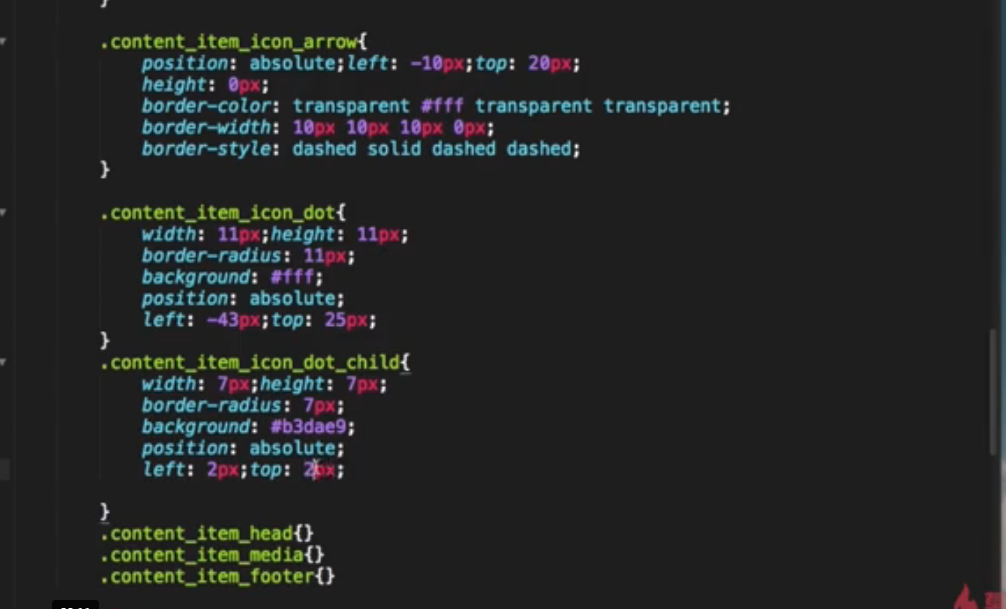 }
.content_item_icon_arrow{
position: absolute;left: -10px;top: 20px;
height: 0px;
border-color: transparent #fff transparent transparent;
border-width: 10px 10px 10px 0px;
border-style: dashed solid dashed dashed;
}
.content_item_icon_dot{
width: 11px;height: 11px;
border-radius: 11px;
background: #fff;
position: absolute;
left: -43px;top: 25px;
}
.content_item_icon_dot_child{
width: 7px;height: 7px;
border-radius: 7px;
background: #b3dae9;
position: absolute;
left: 2px;top: 2px;
}
.content_item_head{}
.content_item_media{}
.content_item_footer{}